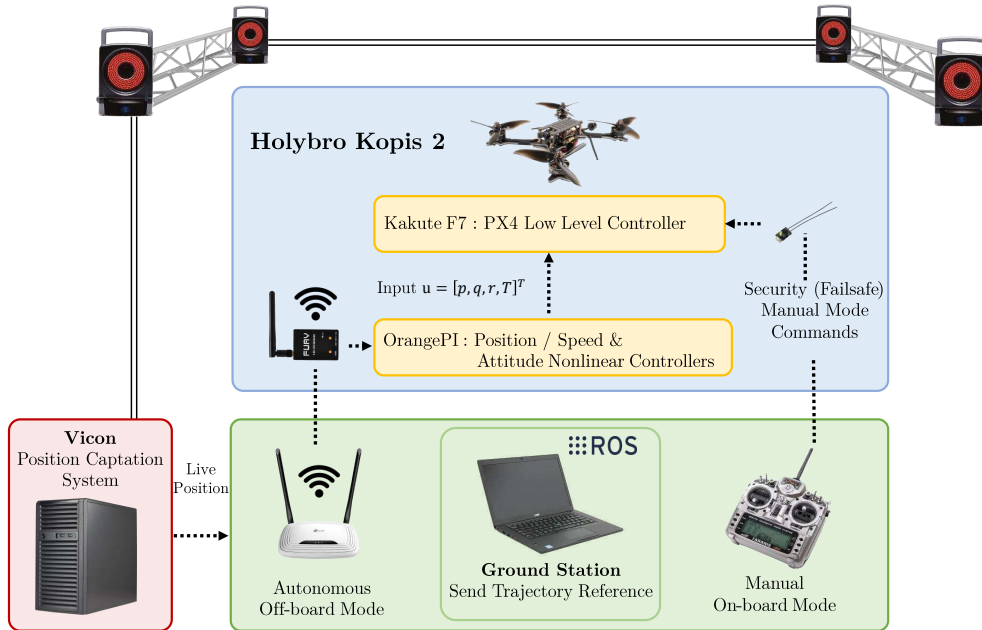 Holybro Kopis 2
Kakute F7 : PX4 Low Level Controller
Input u = [p, q, r, T]ᵀ
Security (Failsafe)
Manual Mode
Commands
FURY
OrangePI : Position / Speed &
Attitude Nonlinear Controllers
Vicon
Position Captation
System
Live
Position
ROS
Autonomous
Off-board Mode
Ground Station
Send Trajectory Reference
Manual
On-board Mode